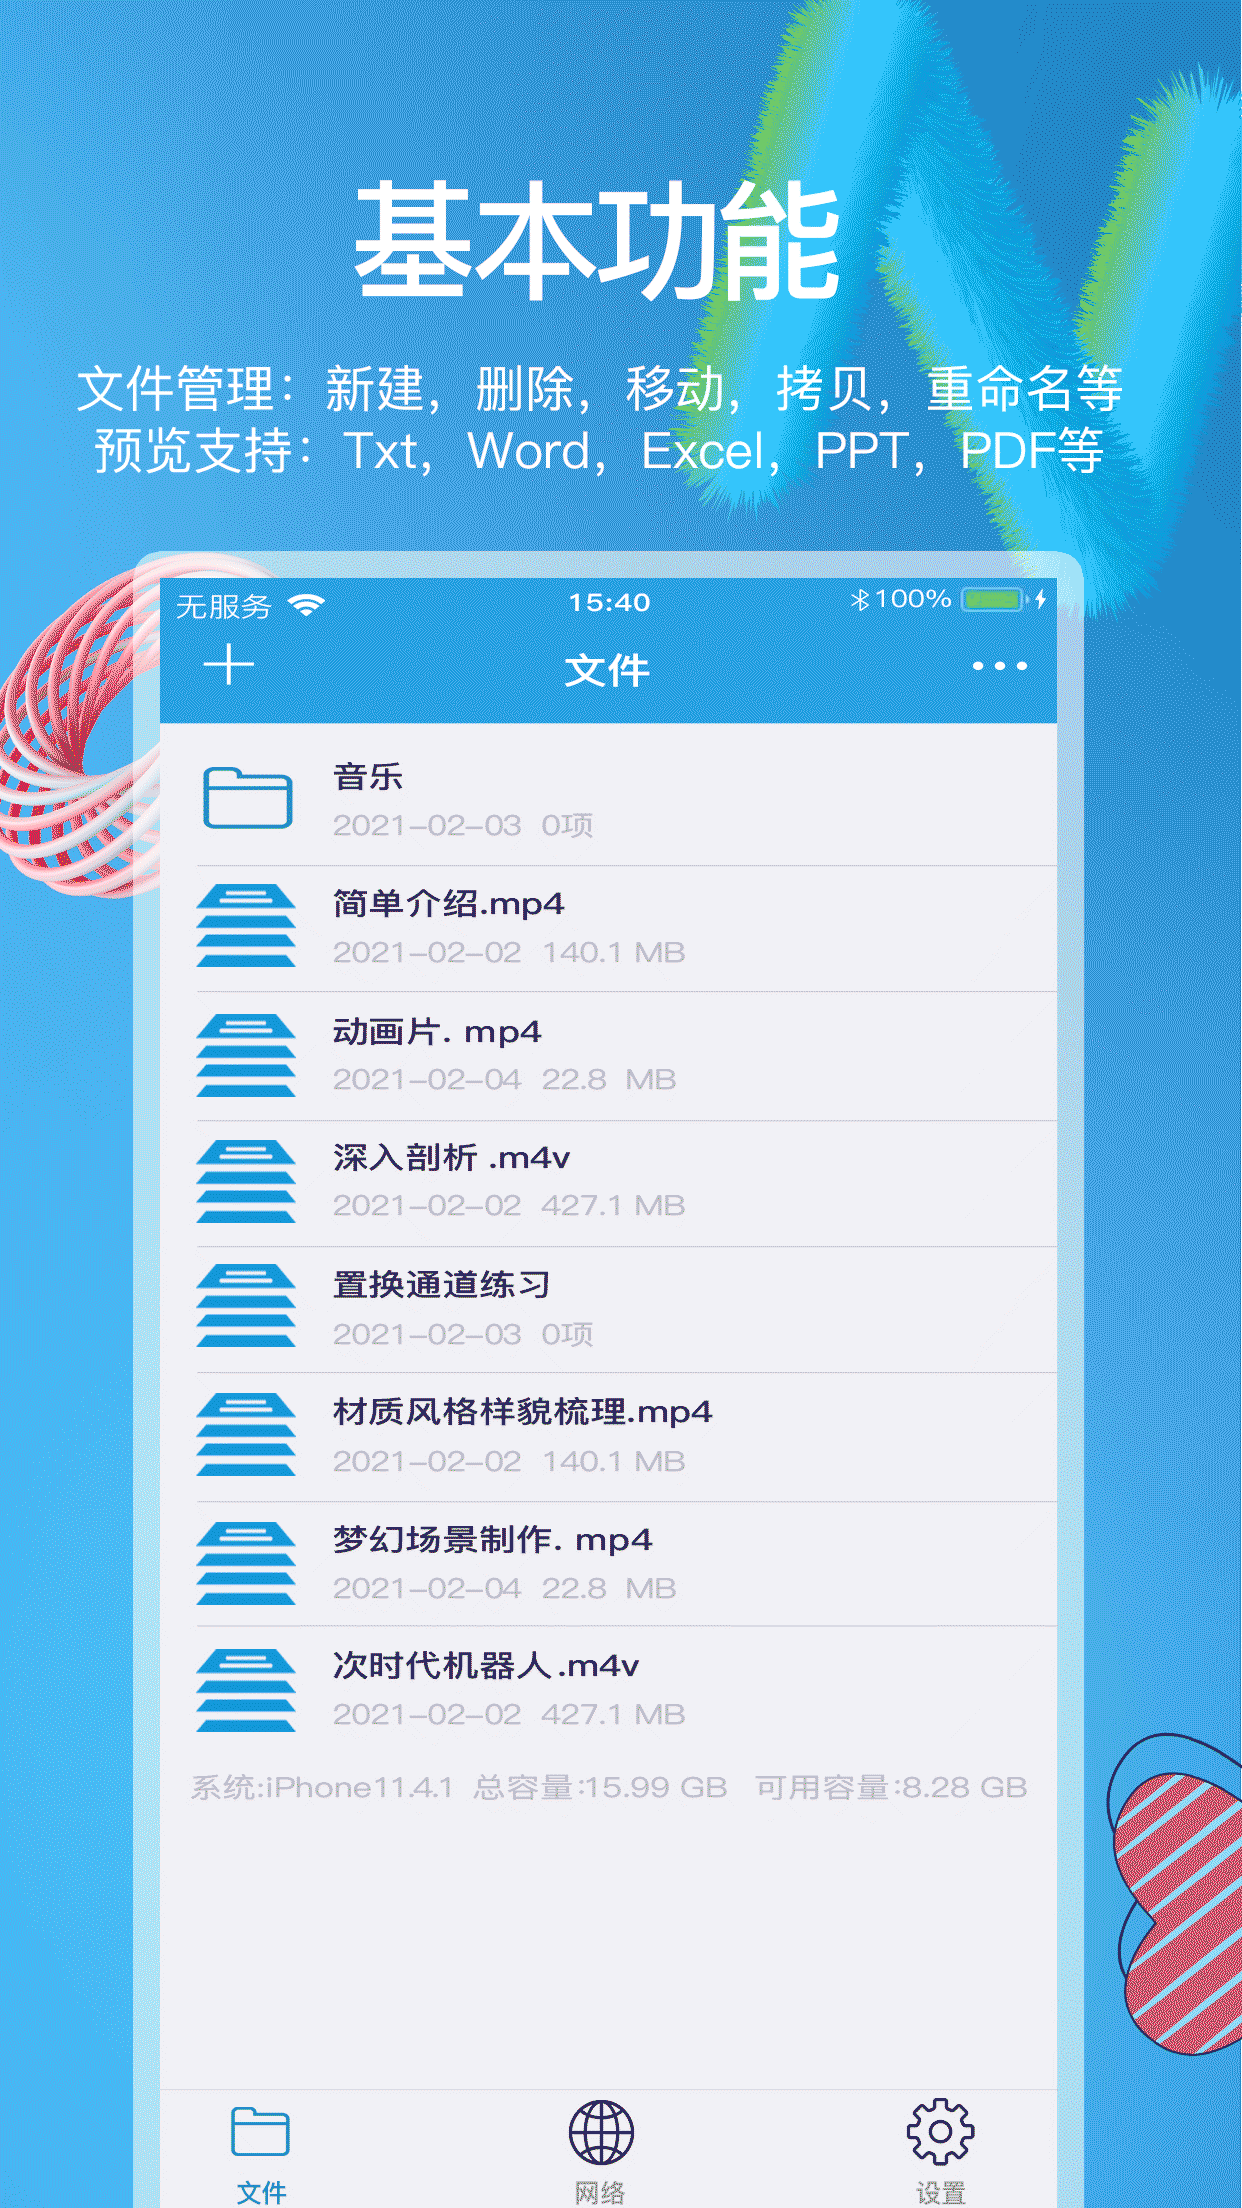 基本功能
文件管理：新建，删除，移动，拷贝，重命名等
预览支持：Txt，Word，Excel，PPT，PDF等
无服务 15:40 100%
文件
音乐
2021-02-03 0项
简单介绍.mp4
2021-02-02 140.1 MB
动画片. mp4
2021-02-04 22.8 MB
深入剖析 .m4v
2021-02-02 427.1 MB
置换通道练习
2021-02-03 0项
材质风格样貌梳理.mp4
2021-02-02 140.1 MB
梦幻场景制作. mp4
2021-02-04 22.8 MB
次时代机器人.m4v
2021-02-02 427.1 MB
系统:iPhone11.4.1 总容量:15.99 GB 可用容量:8.28 GB
文件 网络 设置